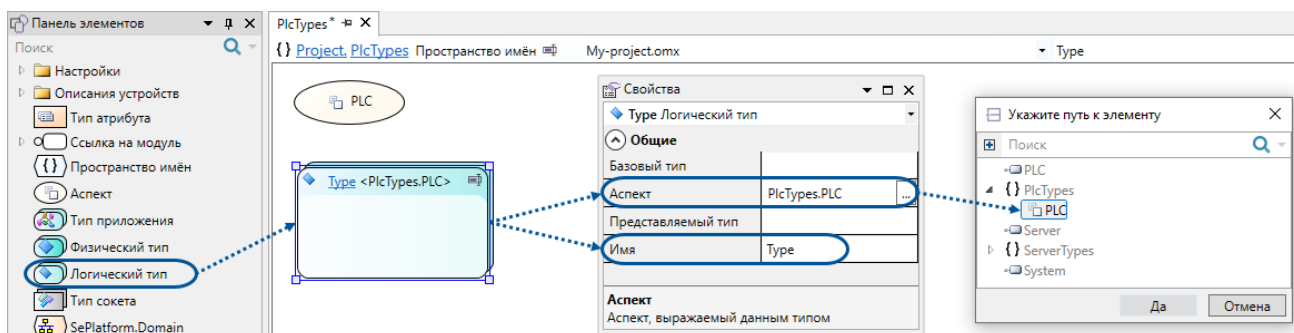 Панель элементов
Поиск
Настройки
Описания устройств
Тип атрибута
Ссылка на модуль
Пространство имён
Аспект
Тип приложения
Физический тип
Логический тип
Тип сокета
SePlatform.Domain
PlcTypes*
{} Project. PlcTypes Пространство имён My-project.omx Type
PLC
Type <PlcTypes.PLC>
Свойства
Type Логический тип
Общие
Базовый тип
Аспект PlcTypes.PLC ...
Представляемый тип
Имя Type
Аспект
Аспект, выражаемый данным типом
Укажите путь к элементу
Поиск
PLC
{} PlcTypes
PLC
Server
{} ServerTypes
System
Да Отмена